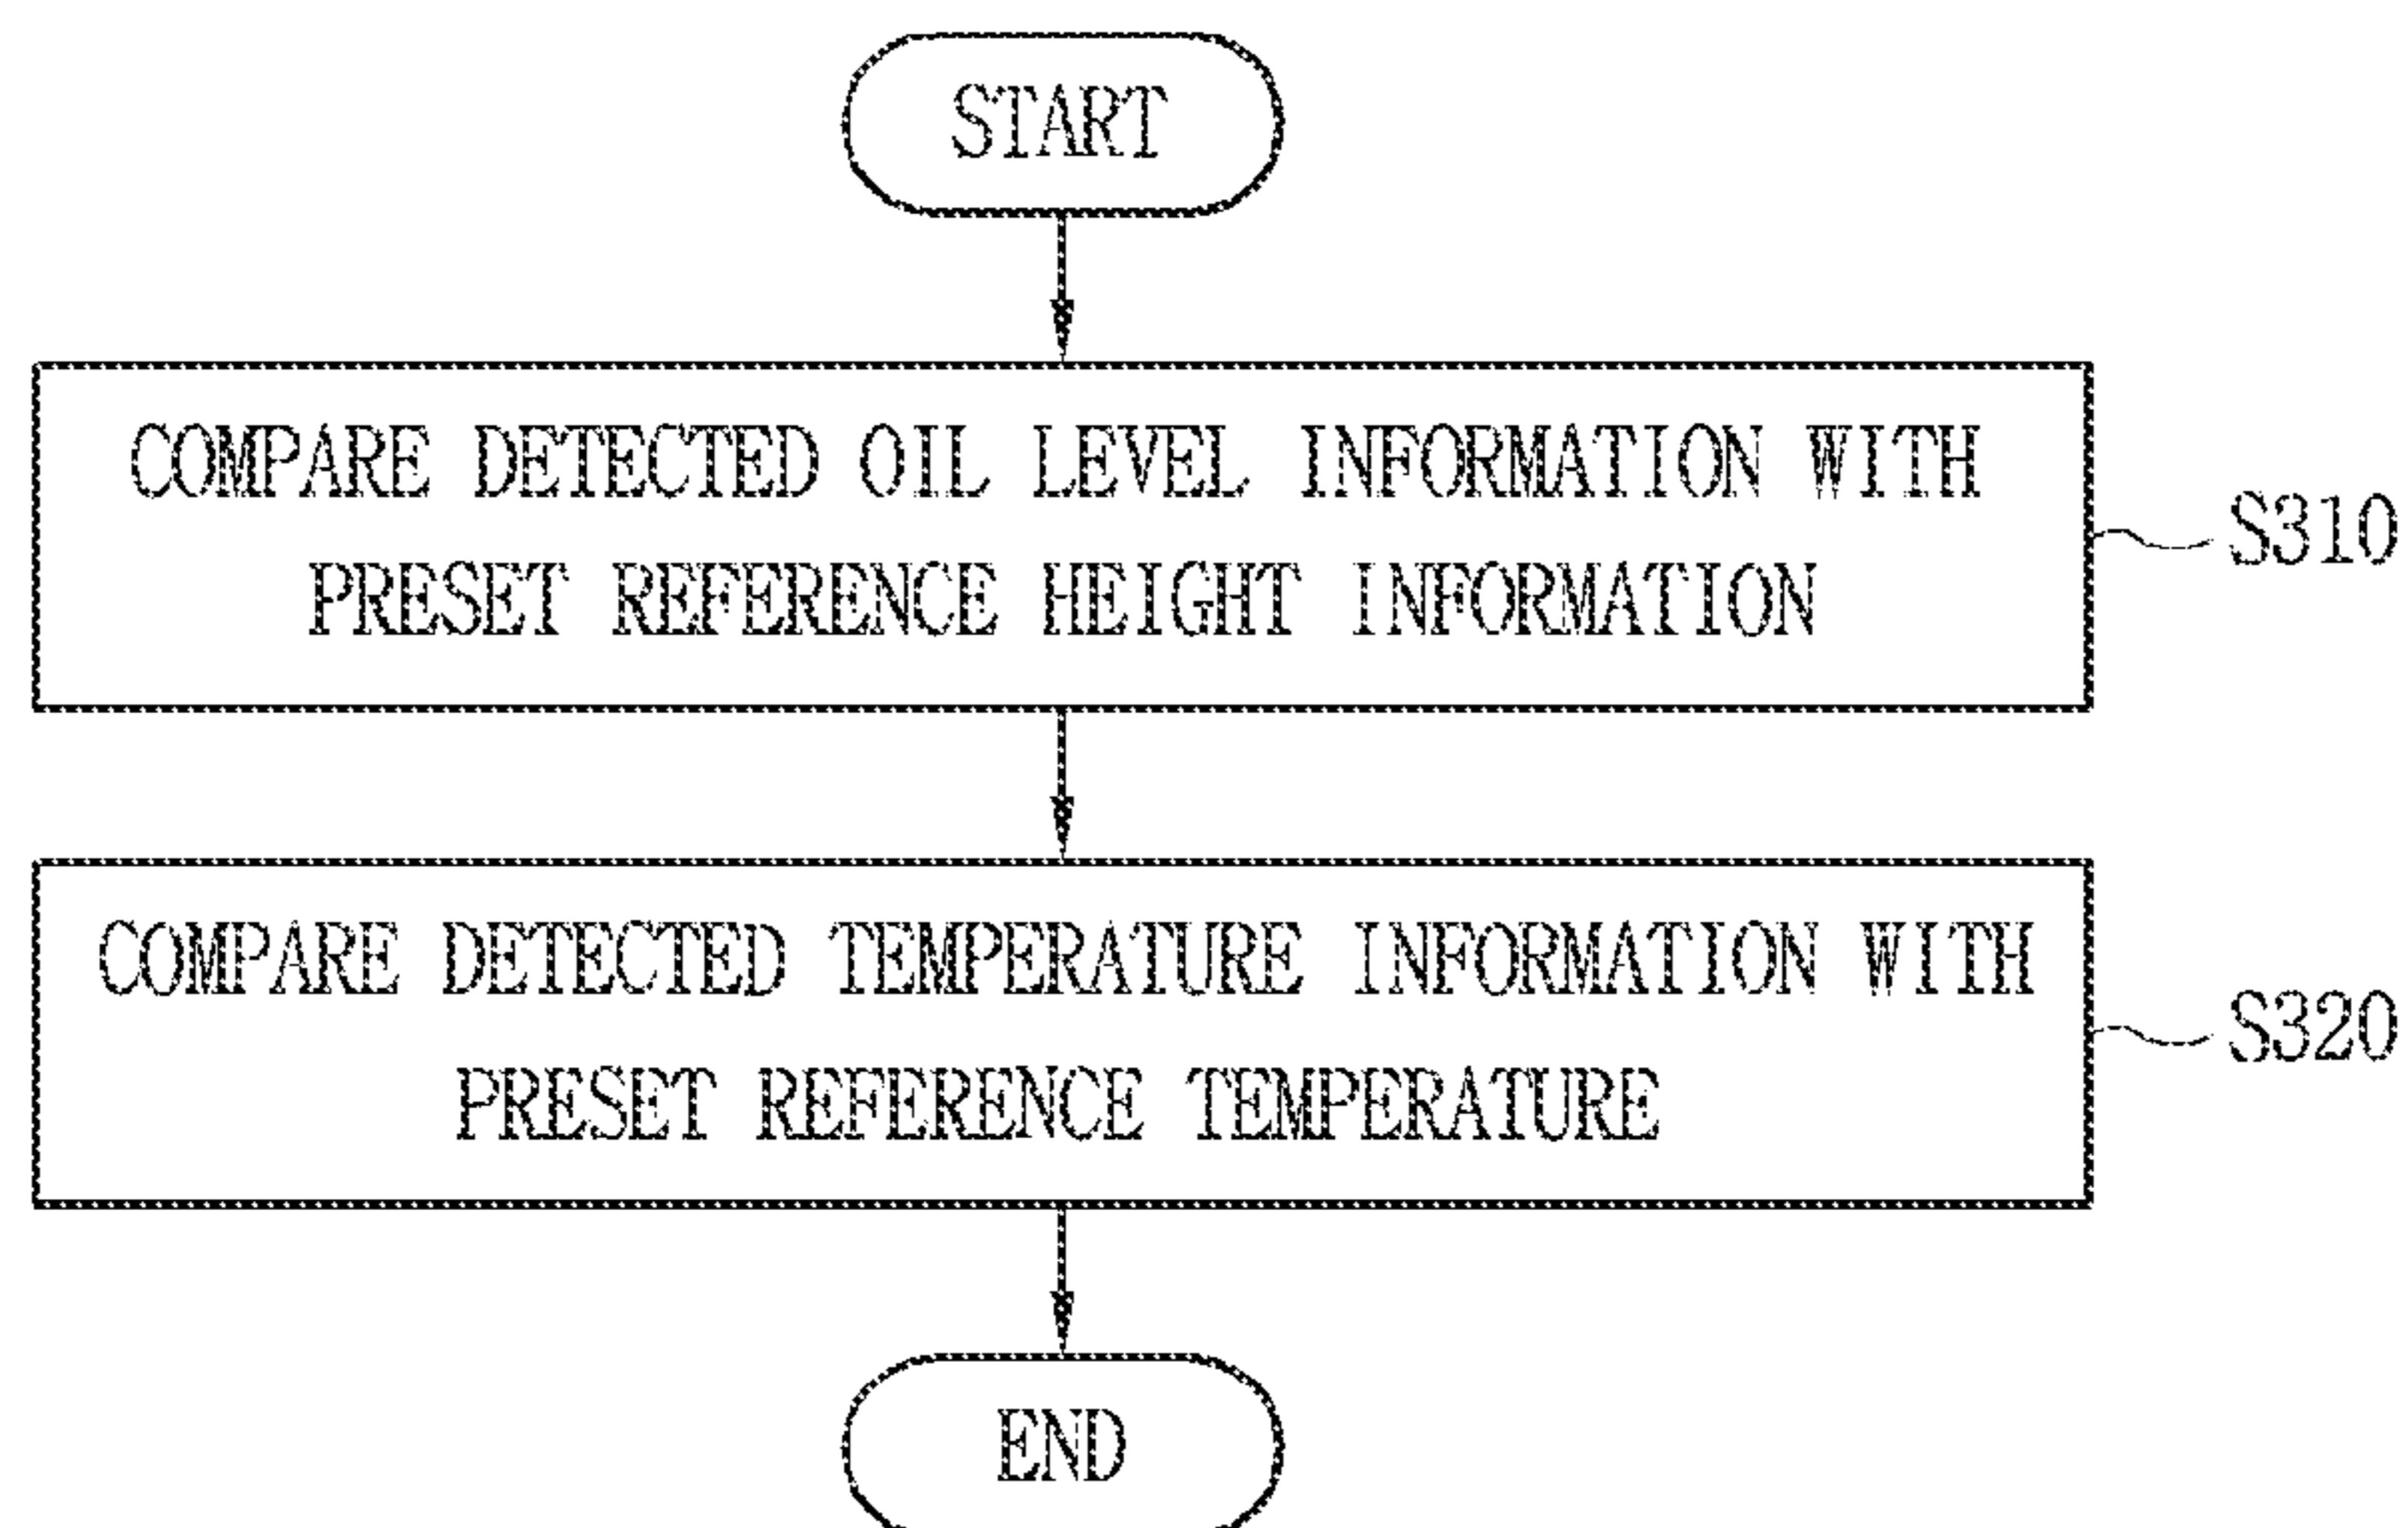 START
COMPARE DETECTED OIL LEVEL INFORMATION WITH
PRESET REFERENCE HEIGHT INFORMATION
S310
COMPARE DETECTED TEMPERATURE INFORMATION WITH
PRESET REFERENCE TEMPERATURE
S320
END